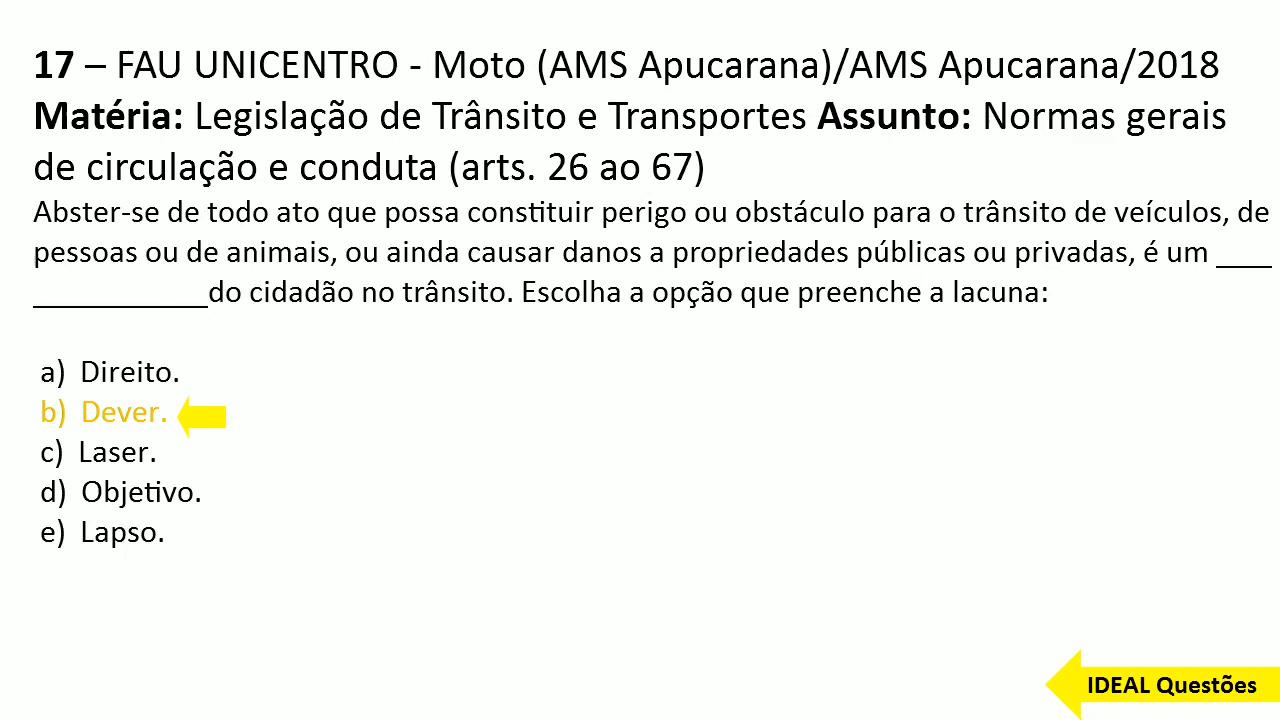 17 – FAU UNICENTRO - Moto (AMS Apucarana)/AMS Apucarana/2018
Matéria: Legislação de Trânsito e Transportes Assunto: Normas gerais
de circulação e conduta (arts. 26 ao 67)
Abster-se de todo ato que possa constituir perigo ou obstáculo para o trânsito de veículos, de
pessoas ou de animais, ou ainda causar danos a propriedades públicas ou privadas, é um ____
____________do cidadão no trânsito. Escolha a opção que preenche a lacuna:
a) Direito.
b) Dever.
c) Laser.
d) Objetivo.
e) Lapso.
IDEAL Questões